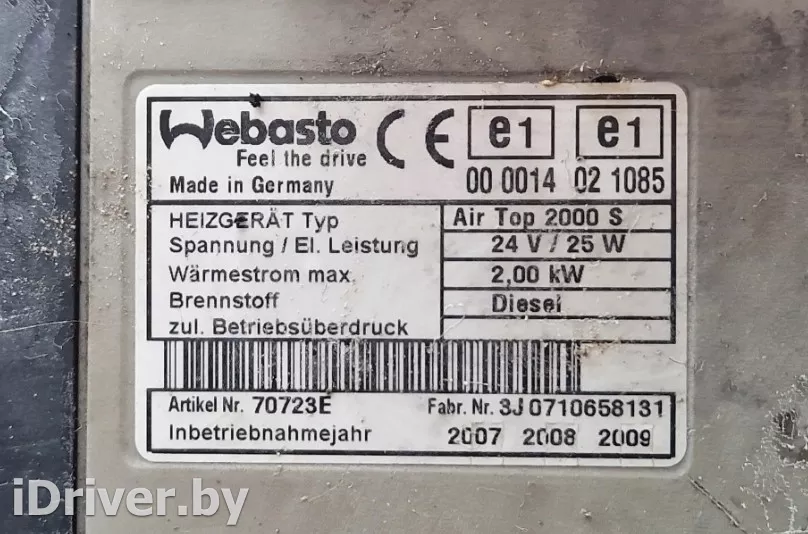 Webasto
Feel the drive
CE e1 e1
00 0014 02 1085
Made in Germany
HEIZGERÄT Typ Air Top 2000 S
Spannung / El. Leistung 24 V / 25 W
Wärmestrom max. 2,00 kW
Brennstoff Diesel
zul. Betriebsüberdruck
Artikel Nr. 70723E Fabr. Nr. 3J0710658131
Inbetriebnahmejahr 2007 2008 2009
iDriver.by